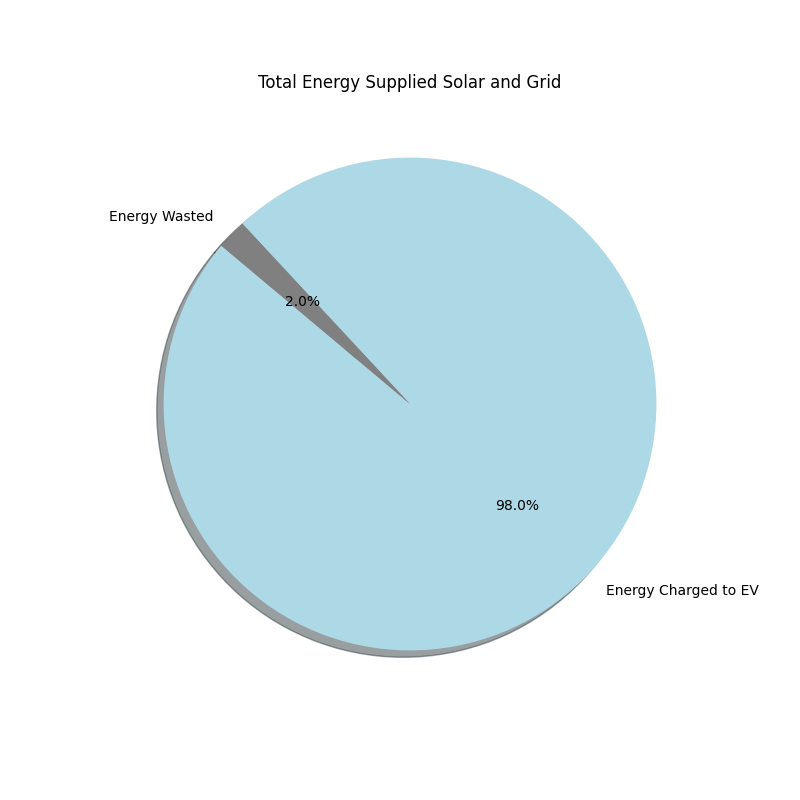 Total Energy Supplied Solar and Grid
Energy Wasted
2.0%
98.0%
Energy Charged to EV